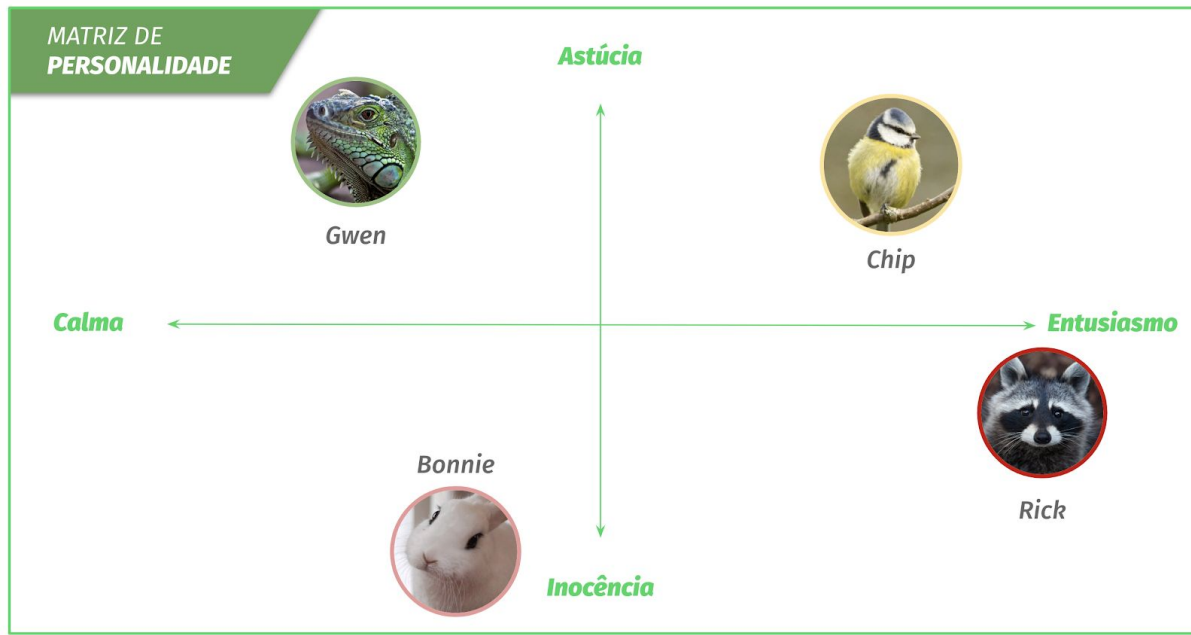 MATRIZ DE
PERSONALIDADE
Astúcia
Gwen
Chip
Calma
Entusiasmo
Bonnie
Rick
Inocência